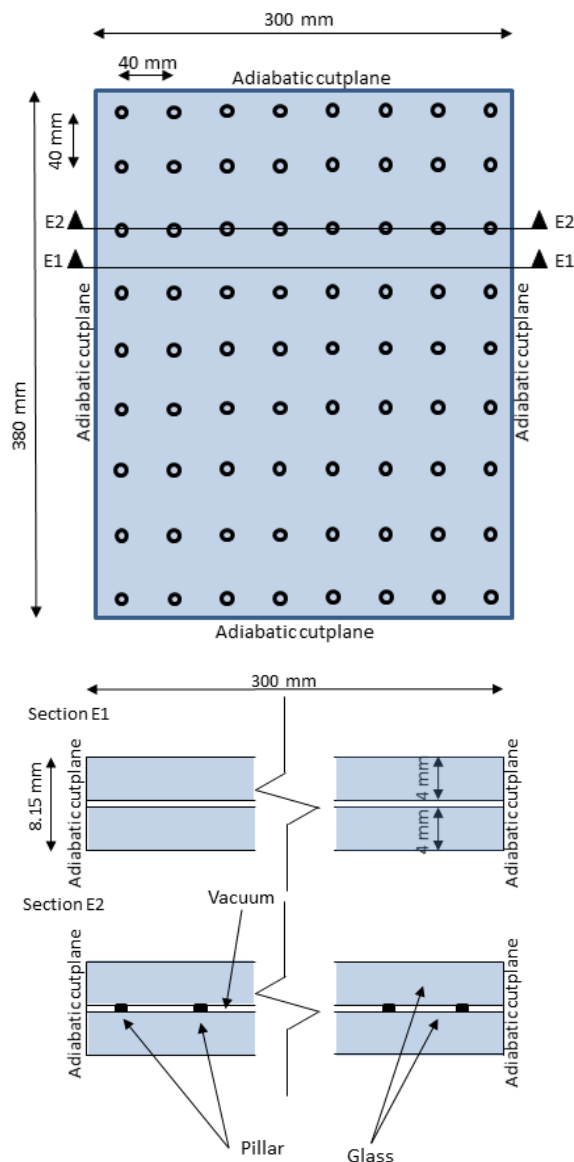 300 mm
40 mm
Adiabatic cutplane
40 mm
E2
E2
E1
E1
Adiabatic cutplane
Adiabatic cutplane
380 mm
Adiabatic cutplane
300 mm
Section E1
Adiabatic cutplane
8.15 mm
4 mm
4 mm
Adiabatic cutplane
Section E2
Vacuum
Adiabatic cutplane
Adiabatic cutplane
Pillar
Glass